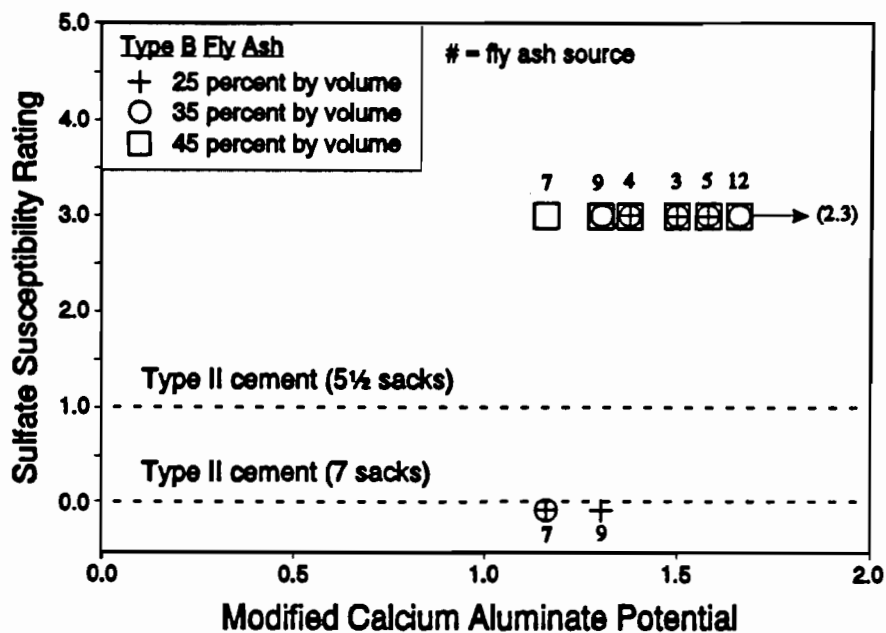 5.0
Type B Fly Ash
# = fly ash source
+ 25 percent by volume
○ 35 percent by volume
□ 45 percent by volume
4.0
7 9 4 3 5 12
3.0
(2.3)
2.0
Type II cement (5½ sacks)
1.0
Type II cement (7 sacks)
0.0
7 9
0.0 0.5 1.0 1.5 2.0
Modified Calcium Aluminate Potential
Sulfate Susceptibility Rating